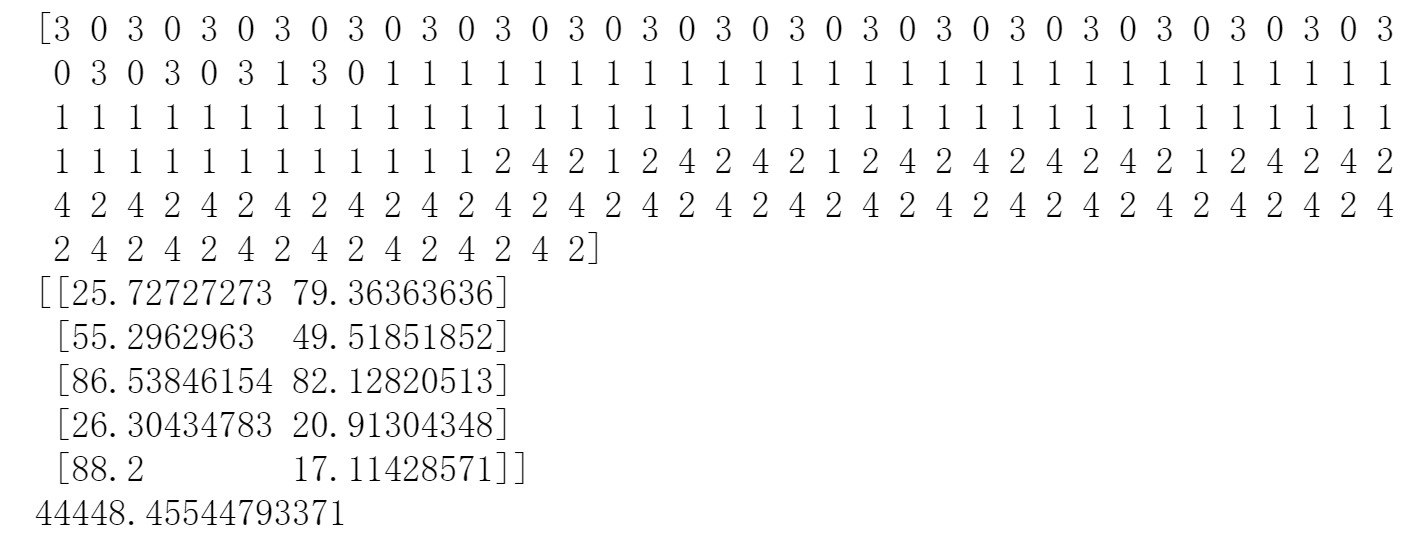 [3 0 3 0 3 0 3 0 3 0 3 0 3 0 3 0 3 0 3 0 3 0 3 0 3 0 3 0 3 0 3 0 3 0 3 0 3
0 3 0 3 0 3 1 3 0 1 1 1 1 1 1 1 1 1 1 1 1 1 1 1 1 1 1 1 1 1 1 1 1 1 1 1 1
1 1 1 1 1 1 1 1 1 1 1 1 1 1 1 1 1 1 1 1 1 1 1 1 1 1 1 1 1 1 1 1 1 1 1 1 1
1 1 1 1 1 1 1 1 1 1 1 1 2 4 2 1 2 4 2 4 2 1 2 4 2 4 2 4 2 4 2 1 2 4 2 4 2
4 2 4 2 4 2 4 2 4 2 4 2 4 2 4 2 4 2 4 2 4 2 4 2 4 2 4 2 4 2 4 2 4 2 4 2 4
2 4 2 4 2 4 2 4 2 4 2 4 2 4 2]
[[25.72727273 79.36363636]
[55.2962963 49.51851852]
[86.53846154 82.12820513]
[26.30434783 20.91304348]
[88.2 17.11428571]]
44448.45544793371